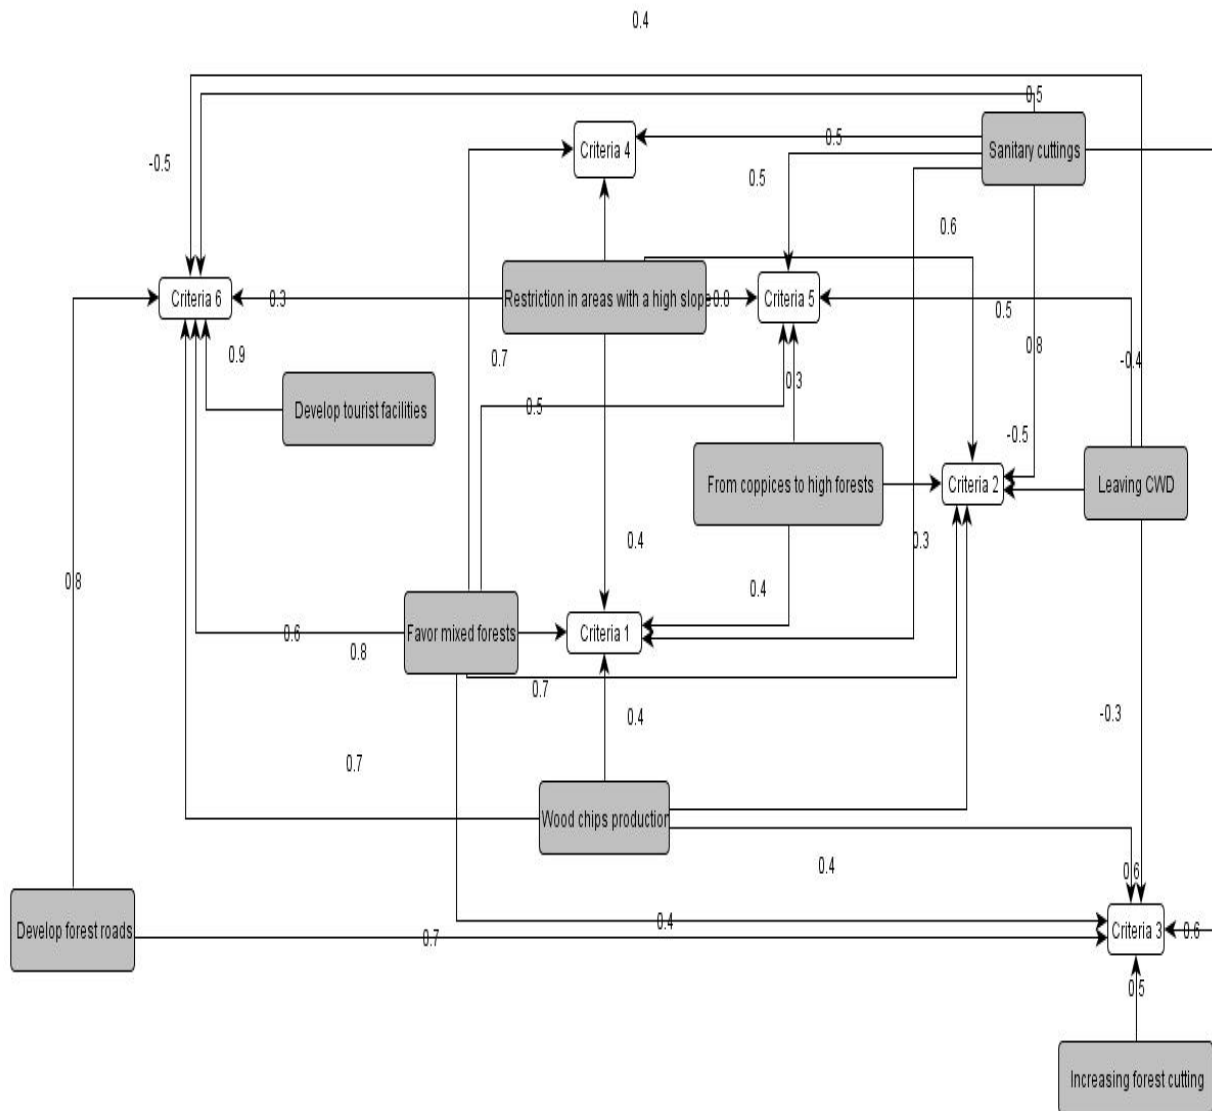 0.4
0.5
Sanitary cuttings
0.5
Criteria 4
-0.5
0.5
0.6
Criteria 6
0.3
Restriction in areas with a high slope
0.0
Criteria 5
0.5
0.9
0.7
0.8
-0.4
0.3
Develop tourist facilities
0.5
-0.5
From coppices to high forests
Criteria 2
Leaving CWD
0.4
0.3
0.8
0.4
0.6
Favor mixed forests
Criteria 1
0.8
0.7
0.4
-0.3
0.7
Wood chips production
0.4
0.6
0.4
Develop forest roads
0.7
Criteria 3
0.6
0.5
Increasing forest cutting